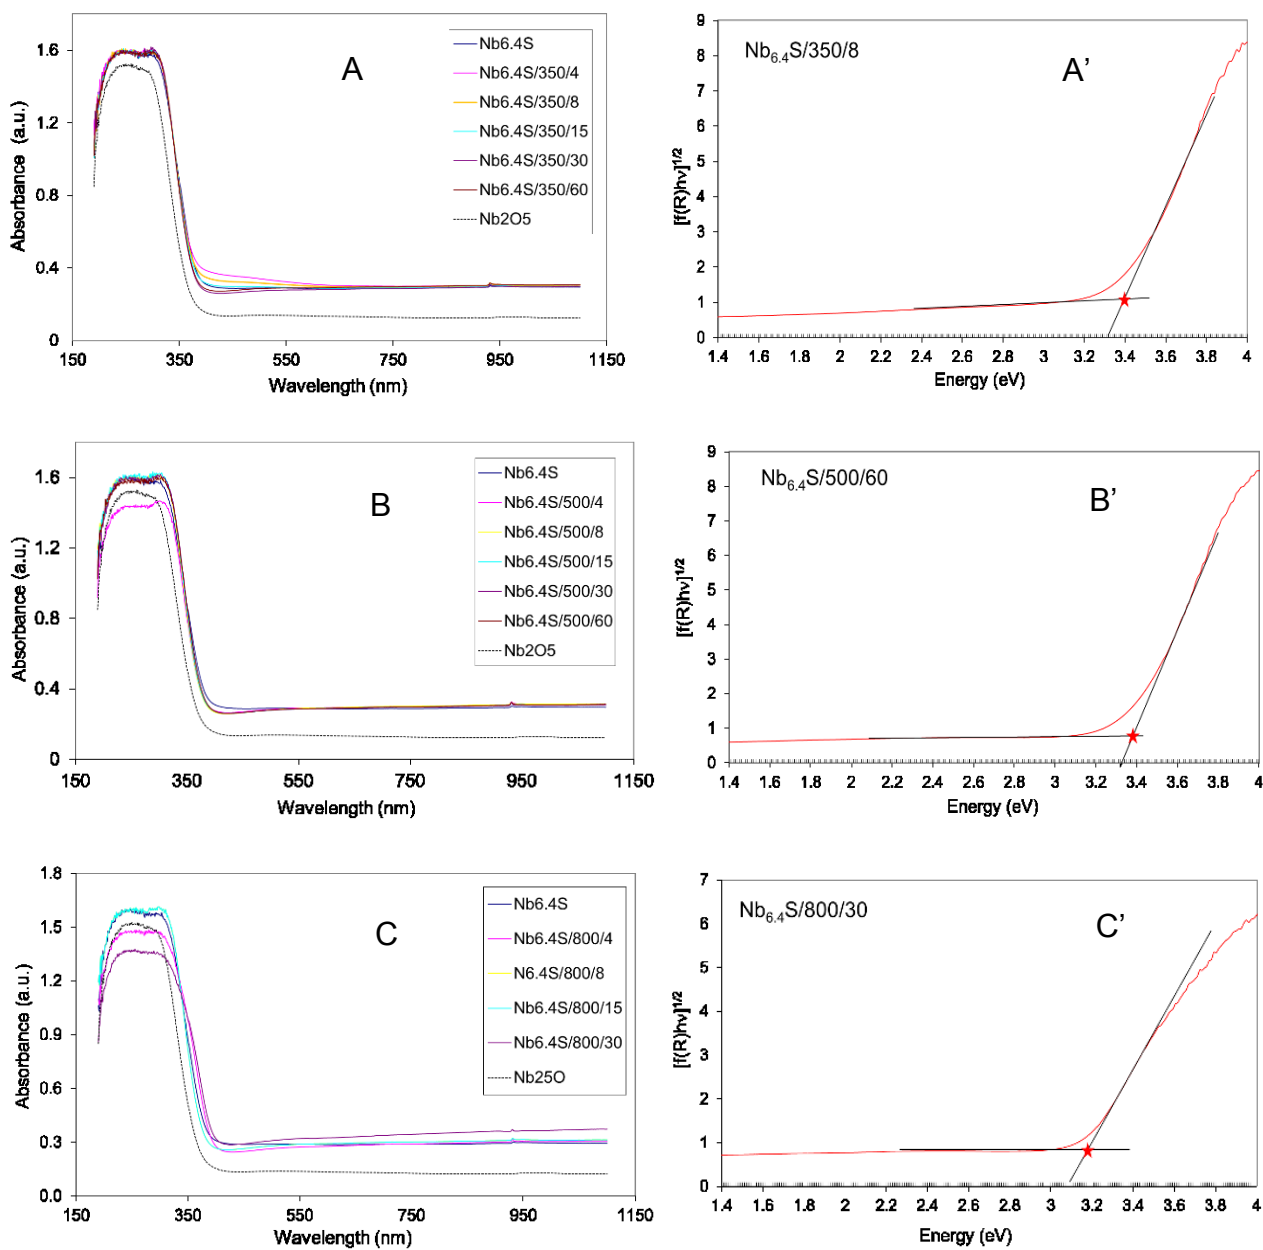 A
Nb6.4S
Nb6.4S/350/4
Nb6.4S/350/8
Nb6.4S/350/15
Nb6.4S/350/30
Nb6.4S/350/60
Nb2O5
Absorbance (a.u.)
1.6
1.2
0.8
0.4
0
150 350 550 750 950 1150
Wavelength (nm)
Nb6.4S/350/8
A’
[f(R)hν]1/2
9
8
7
6
5
4
3
2
1
0
1.4 1.6 1.8 2 2.2 2.4 2.6 2.8 3 3.2 3.4 3.6 3.8 4
Energy (eV)
B
Nb6.4S
Nb6.4S/500/4
Nb6.4S/500/8
Nb6.4S/500/15
Nb6.4S/500/30
Nb6.4S/500/60
Nb2O5
Absorbance (a.u.)
1.6
1.2
0.8
0.4
0
150 350 550 750 950 1150
Wavelength (nm)
Nb6.4S/500/60
B’
[f(R)hν]1/2
9
8
7
6
5
4
3
2
1
0
1.4 1.6 1.8 2 2.2 2.4 2.6 2.8 3 3.2 3.4 3.6 3.8 4
Energy (eV)
C
Nb6.4S
Nb6.4S/800/4
N6.4S/800/8
Nb6.4S/800/15
Nb6.4S/800/30
Nb25O
Absorbance (a.u.)
1.8
1.5
1.2
0.9
0.6
0.3
0.0
150 350 550 750 950 1150
Wavelength (nm)
Nb6.4S/800/30
C’
[f(R)hν]1/2
7
6
5
4
3
2
1
0
1.4 1.6 1.8 2 2.2 2.4 2.6 2.8 3 3.2 3.4 3.6 3.8 4
Energy (eV)